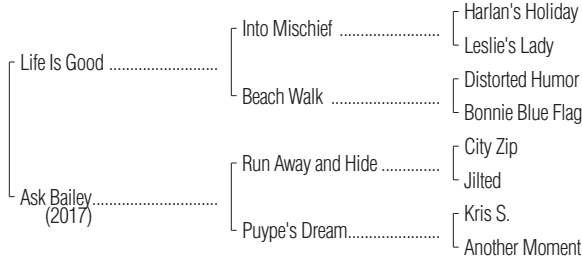 Harlan's Holiday
Into Mischief ......................
Leslie's Lady
Life Is Good ........................
Distorted Humor
Beach Walk ........................
Bonnie Blue Flag
City Zip
Run Away and Hide .............
Jilted
Ask Bailey............................
(2017)
Kris S.
Puype's Dream....................
Another Moment